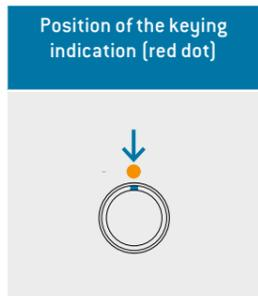 Position of the keying
indication (red dot)